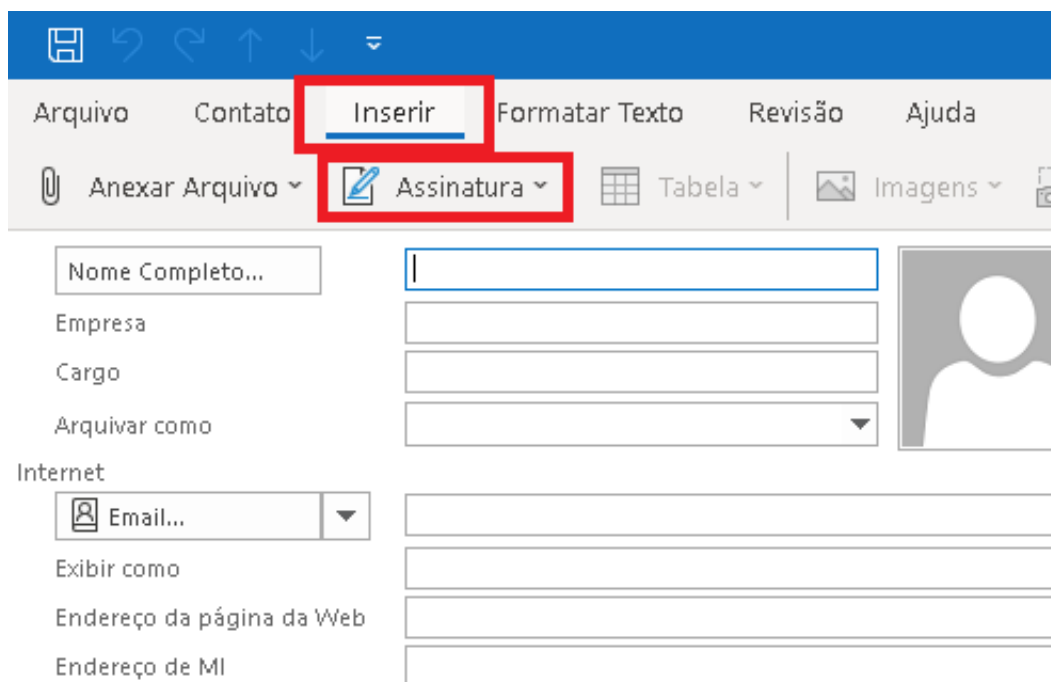 Arquivo Contato Inserir Formatar Texto Revisão Ajuda
Anexar Arquivo Assinatura Tabela Imagens
Nome Completo...
Empresa
Cargo
Arquivar como
Internet
Email...
Exibir como
Endereço da página da Web
Endereço de MI